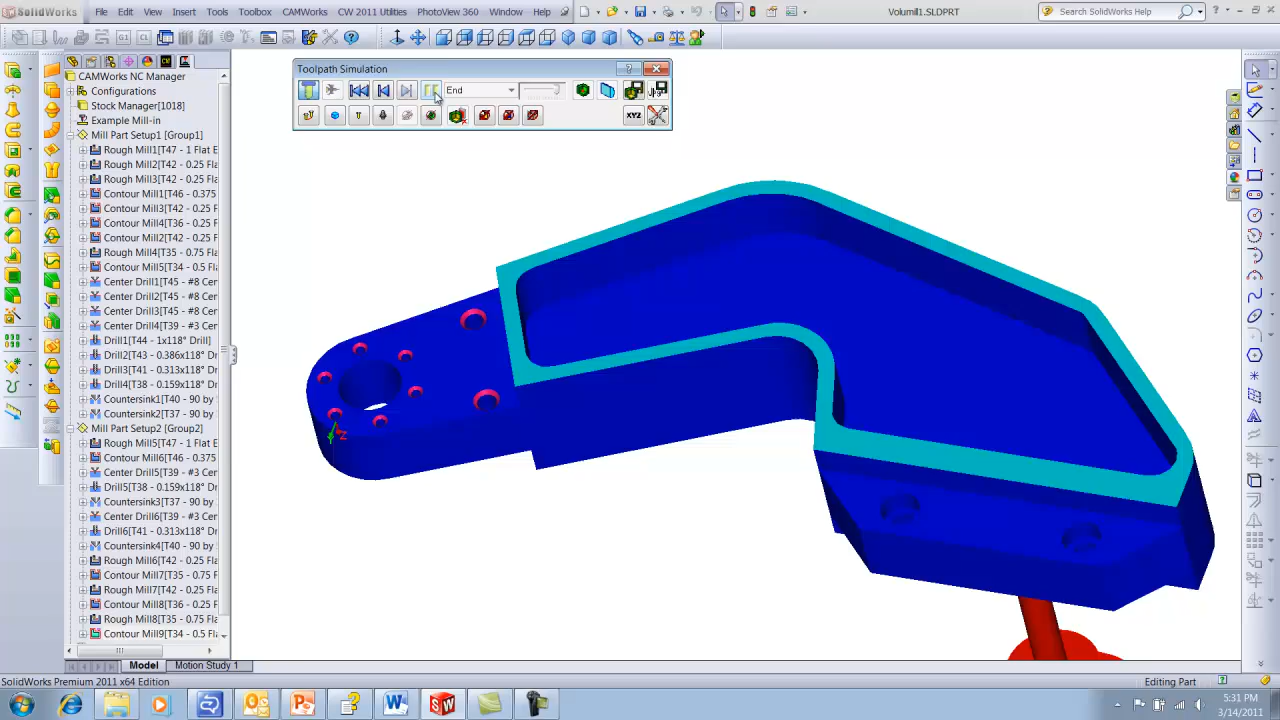 SolidWorks
File Edit View Insert Tools Toolbox CAMWorks CW 2011 Utilities PhotoView 360 Window Help
Volumill1.SLDPRT
Search SolidWorks Help
G1
Toolpath Simulation
End
XYZ
CAMWorks NC Manager
Configurations
Stock Manager[1018]
Example Mill-in
Mill Part Setup1 [Group1]
Rough Mill1[T47 - 1 Flat E
Rough Mill2[T42 - 0.25 Fla
Rough Mill3[T42 - 0.25 Fla
Contour Mill1[T46 - 0.375
Contour Mill3[T42 - 0.25
Contour Mill4[T36 - 0.25
Contour Mill2[T42 - 0.25
Rough Mill4[T35 - 0.75 Fla
Contour Mill5[T34 - 0.5 Fl
Center Drill1[T45 - #8 Cen
Center Drill2[T45 - #8 Cen
Center Drill3[T45 - #8 Cen
Center Drill4[T39 - #3 Cen
Drill1[T44 - 1x118° Drill]
Drill2[T43 - 0.386x118° Dr
Drill3[T41 - 0.313x118° Dr
Drill4[T38 - 0.159x118° Dr
Countersink1[T40 - 90 by
Countersink2[T37 - 90 by
Mill Part Setup2 [Group2]
Rough Mill5[T47 - 1 Flat E
Contour Mill6[T46 - 0.375
Center Drill5[T39 - #3 Cen
Drill5[T38 - 0.159x118° Dr
Countersink3[T37 - 90 by
Center Drill6[T39 - #3 Cen
Drill6[T41 - 0.313x118° Dr
Countersink4[T40 - 90 by
Rough Mill6[T42 - 0.25 Fla
Contour Mill7[T35 - 0.75
Rough Mill7[T42 - 0.25 Fla
Contour Mill8[T36 - 0.25
Rough Mill8[T35 - 0.75 Fla
Contour Mill9[T34 - 0.5 Fl
Model Motion Study 1
SolidWorks Premium 2011 x64 Edition
Editing Part
5:31 PM
3/14/2011